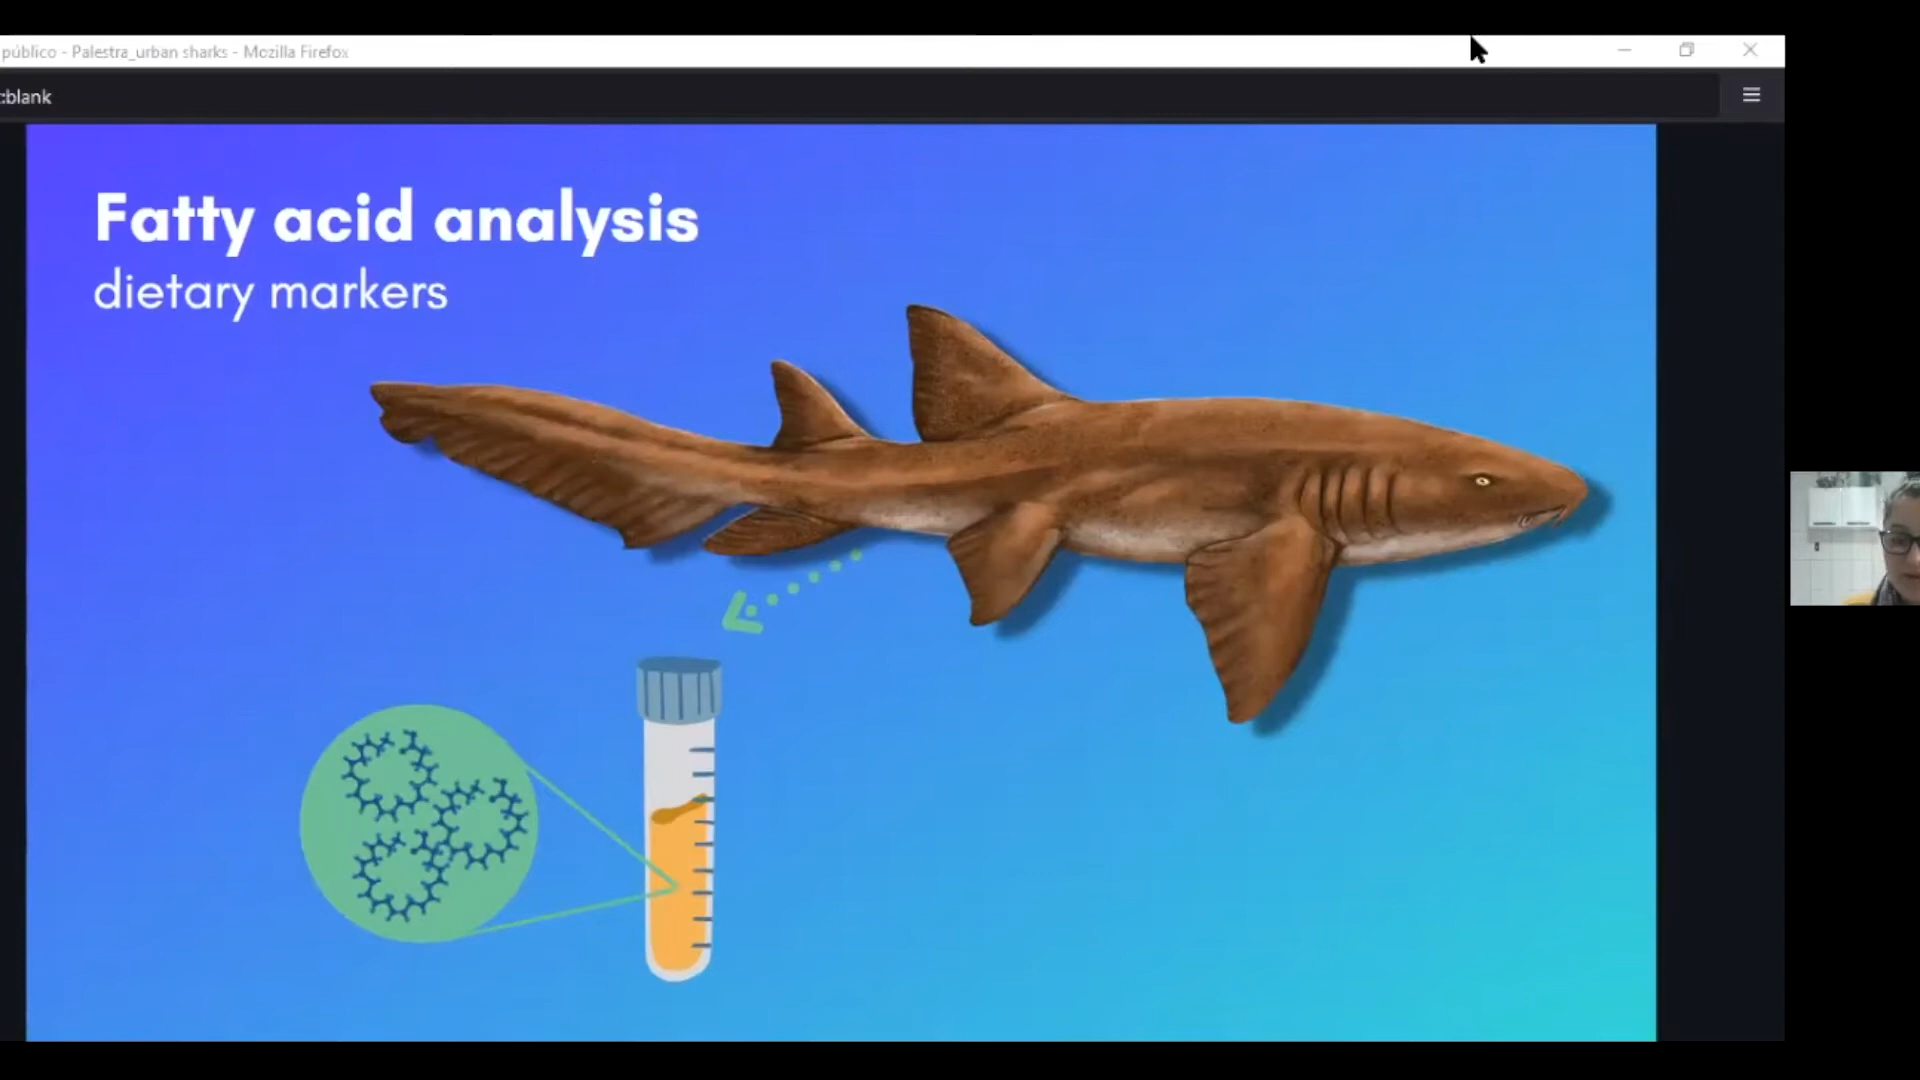 público - Palestra_urban sharks - Mozilla Firefox
:blank
Fatty acid analysis
dietary markers